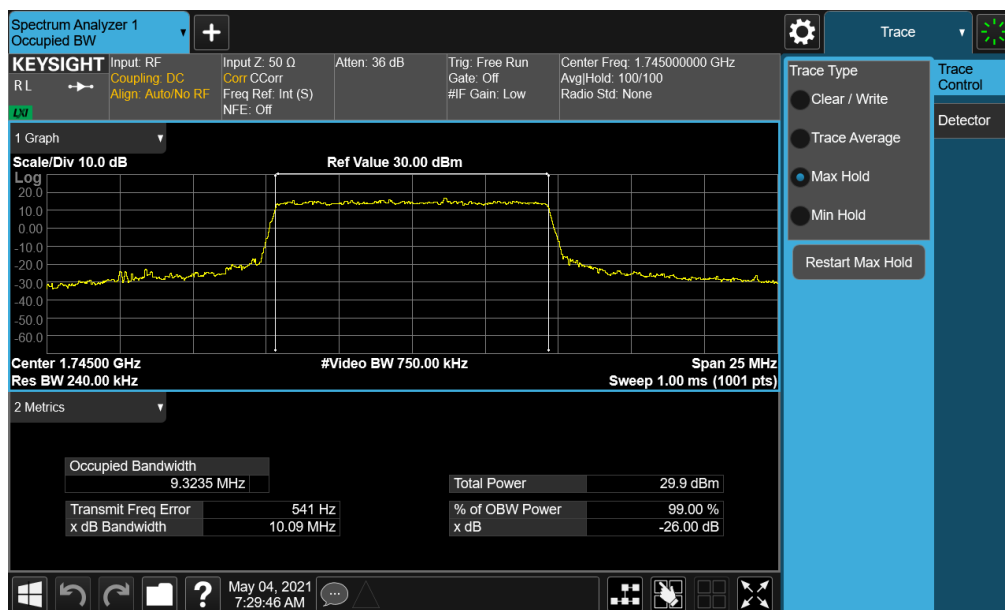 Spectrum Analyzer 1
Occupied BW
Trace
KEYSIGHT
R L
LXI
Input: RF
Coupling: DC
Align: Auto/No RF
Input Z: 50 Ω
Corr CCorr
Freq Ref: Int (S)
NFE: Off
Atten: 36 dB
Trig: Free Run
Gate: Off
#IF Gain: Low
Center Freq: 1.745000000 GHz
Avg|Hold: 100/100
Radio Std: None
Trace Type
Clear / Write
Trace Average
Max Hold
Min Hold
Restart Max Hold
Trace
Control
Detector
1 Graph
Scale/Div 10.0 dB
Ref Value 30.00 dBm
Log
20.0
10.0
0.00
-10.0
-20.0
-30.0
-40.0
-50.0
-60.0
Center 1.74500 GHz
#Video BW 750.00 kHz
Span 25 MHz
Res BW 240.00 kHz
Sweep 1.00 ms (1001 pts)
2 Metrics
Occupied Bandwidth
9.3235 MHz
Total Power 29.9 dBm
Transmit Freq Error 541 Hz
% of OBW Power 99.00 %
x dB Bandwidth 10.09 MHz
x dB -26.00 dB
May 04, 2021
7:29:46 AM